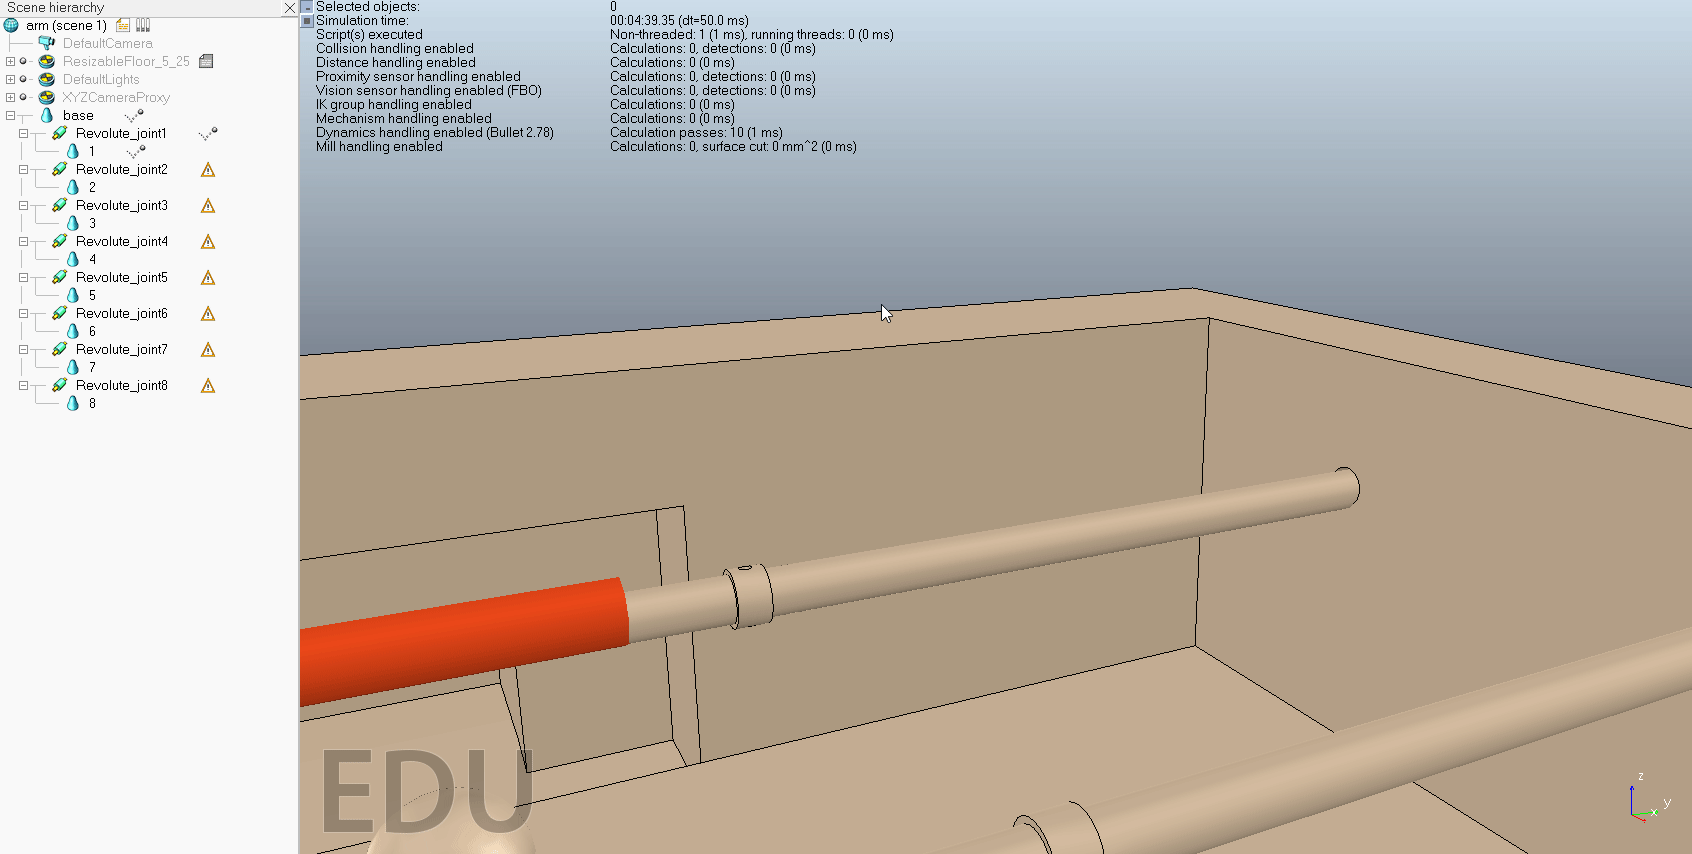 Scene hierarchy
arm (scene 1)
DefaultCamera
ResizableFloor_5_25
DefaultLights
XYZCameraProxy
base
Revolute_joint1
1
Revolute_joint2
2
Revolute_joint3
3
Revolute_joint4
4
Revolute_joint5
5
Revolute_joint6
6
Revolute_joint7
7
Revolute_joint8
8
Selected objects: 0
Simulation time: 00:04:39.35 (dt=50.0 ms)
Script(s) executed Non-threaded: 1 (1 ms), running threads: 0 (0 ms)
Collision handling enabled Calculations: 0, detections: 0 (0 ms)
Distance handling enabled Calculations: 0 (0 ms)
Proximity sensor handling enabled Calculations: 0, detections: 0 (0 ms)
Vision sensor handling enabled (FBO) Calculations: 0, detections: 0 (0 ms)
IK group handling enabled Calculations: 0 (0 ms)
Mechanism handling enabled Calculations: 0 (0 ms)
Dynamics handling enabled (Bullet 2.78) Calculation passes: 10 (1 ms)
Mill handling enabled Calculations: 0, surface cut: 0 mm^2 (0 ms)
EDU
z
y
x